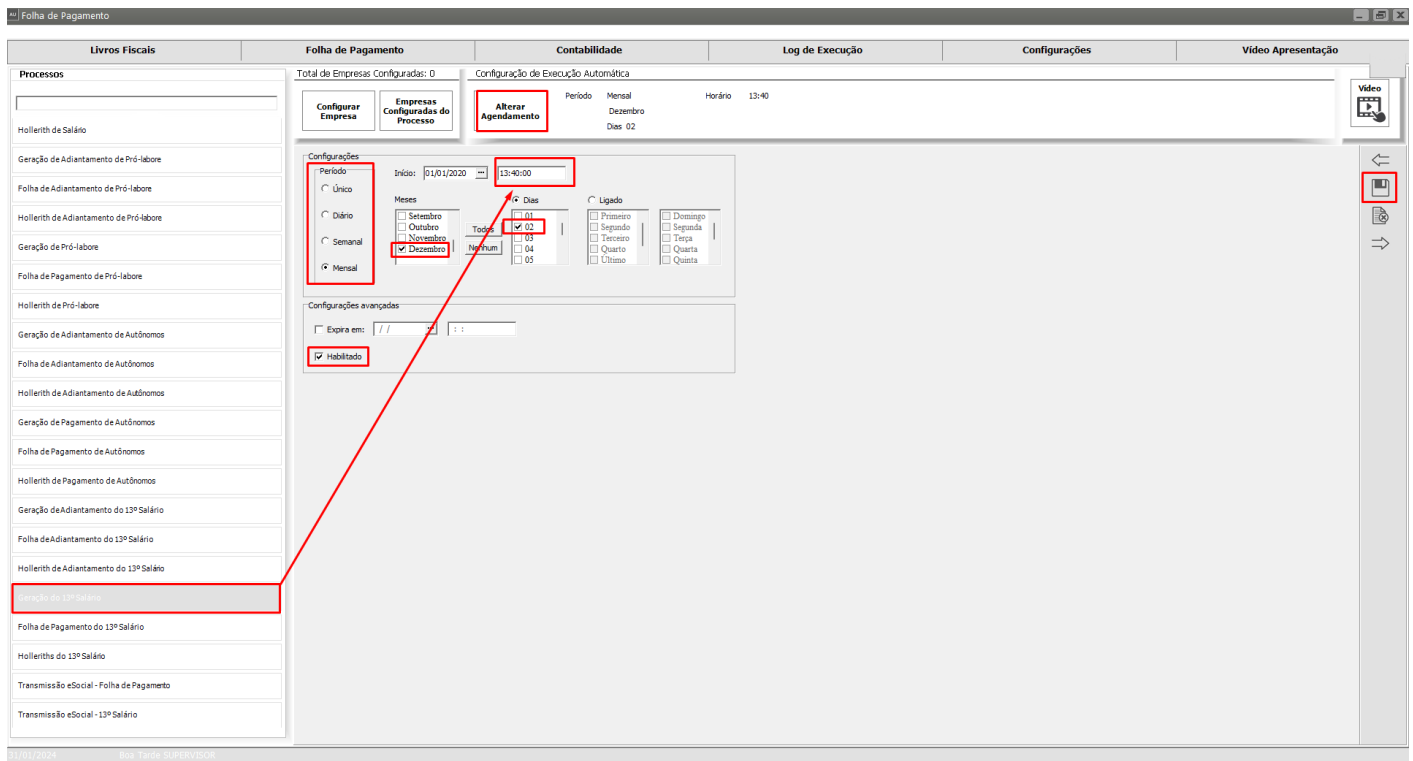 AU Folha de Pagamento
Livros Fiscais
Folha de Pagamento
Contabilidade
Log de Execução
Configurações
Vídeo Apresentação
Processos
Hollerith de Salário
Geração de Adiantamento de Pró-labore
Folha de Adiantamento de Pró-labore
Hollerith de Adiantamento de Pró-labore
Geração de Pró-labore
Folha de Pagamento de Pró-labore
Hollerith de Pró-labore
Geração de Adiantamento de Autônomos
Folha de Adiantamento de Autônomos
Hollerith de Adiantamento de Autônomos
Geração de Pagamento de Autônomos
Folha de Pagamento de Autônomos
Hollerith de Pagamento de Autônomos
Geração de Adiantamento do 13º Salário
Folha de Adiantamento do 13º Salário
Hollerith de Adiantamento do 13º Salário
Geração do 13º Salário
Folha de Pagamento do 13º Salário
Holleriths do 13º Salário
Transmissão eSocial - Folha de Pagamento
Transmissão eSocial - 13º Salário
Total de Empresas Configuradas: 0
Configurar
Empresa
Empresas
Configuradas do
Processo
Configuração de Execução Automática
Alterar
Agendamento
Período Mensal
Dezembro
Dias 02
Horário 13:40
Vídeo
Configurações
Período
Único
Diário
Semanal
Mensal
Início: 01/01/2020 ... 13:40:00
Meses
Setembro
Outubro
Novembro
Dezembro
Todos
Nenhum
Dias
01
02
03
04
05
Ligado
Primeiro
Segundo
Terceiro
Quarto
Último
Domingo
Segunda
Terça
Quarta
Quinta
Configurações avançadas
Expira em: / / ... : :
Habilitado
31/01/2024 Boa Tarde SUPERVISOR